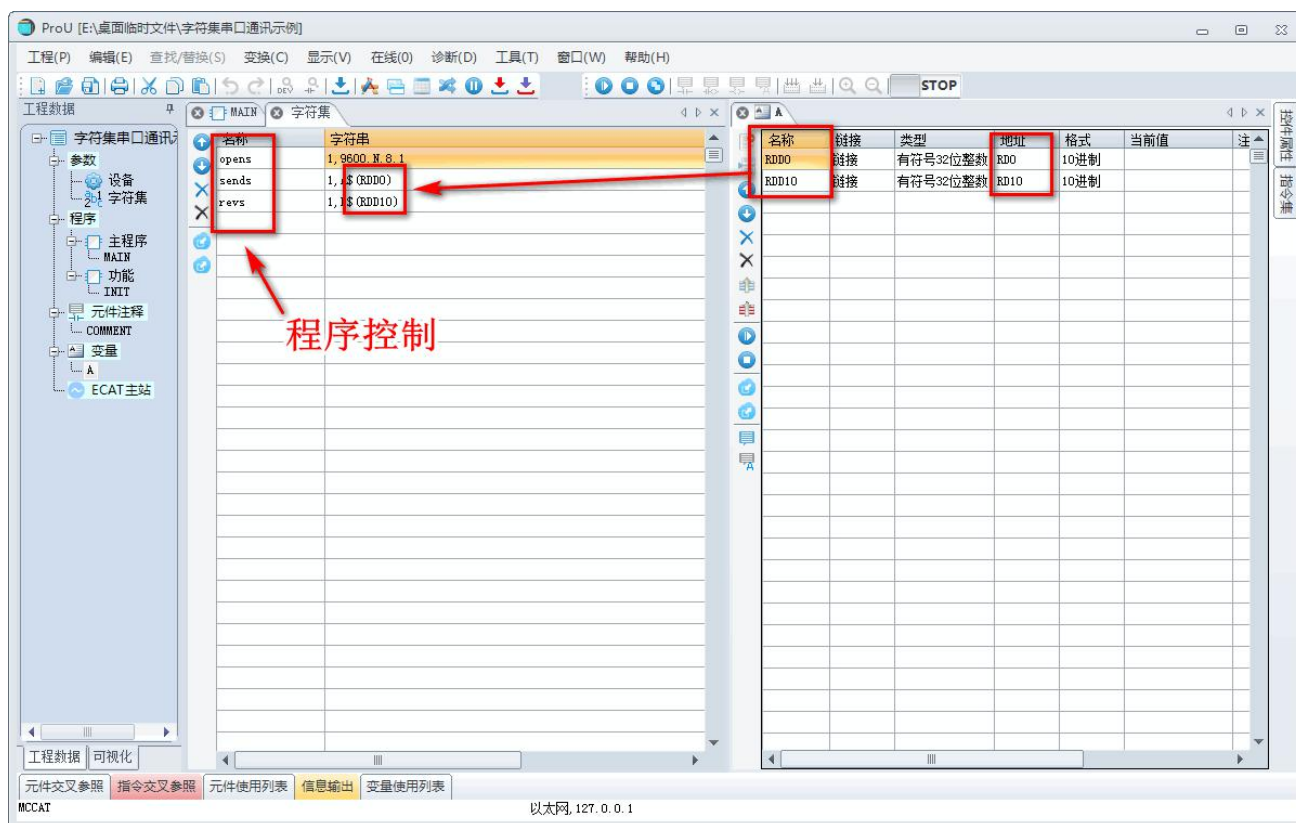 ProU [E:\桌面临时文件\字符集串口通讯示例]
工程(P) 编辑(E) 查找/替换(S) 变换(C) 显示(V) 在线(O) 诊断(D) 工具(T) 窗口(W) 帮助(H)
DEV STOP
工程数据
MAIN 字符集
A
字符集串口通讯示
参数
设备
字符集
程序
主程序
MAIN
功能
INIT
元件注释
COMMENT
变量
A
ECAT主站
名称 字符串
opens 1,9600,N,8,1
sends
revs
$(RDD0)
$(RDD10)
程序控制
名称 链接 类型 地址 格式 当前值 注
RDD0 链接 有符号32位整数 RD0 10进制
RDD10 链接 有符号32位整数 RD10 10进制
控件属性
指令集
工程数据 可视化
元件交叉参照 指令交叉参照 元件使用列表 信息输出 变量使用列表
MCCAT 以太网,127.0.0.1